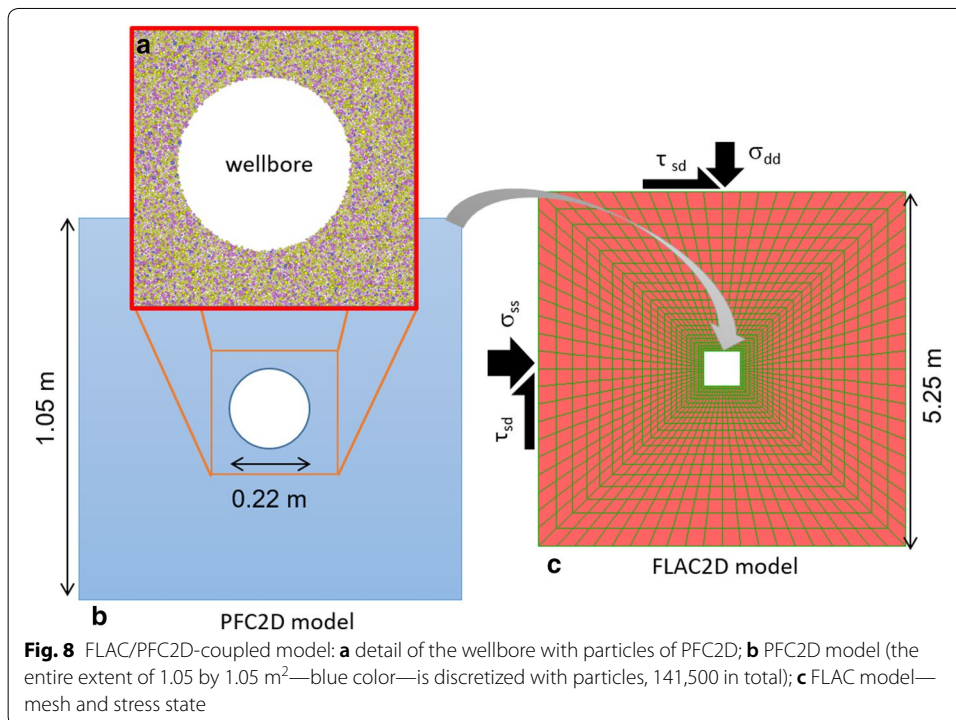 a
wellbore
1.05 m
0.22 m
b
PFC2D model
τ sd
σdd
σss
τsd
5.25 m
c
FLAC2D model
Fig. 8 FLAC/PFC2D-coupled model: a detail of the wellbore with particles of PFC2D; b PFC2D model (the
entire extent of 1.05 by 1.05 m²—blue color—is discretized with particles, 141,500 in total); c FLAC model—
mesh and stress state